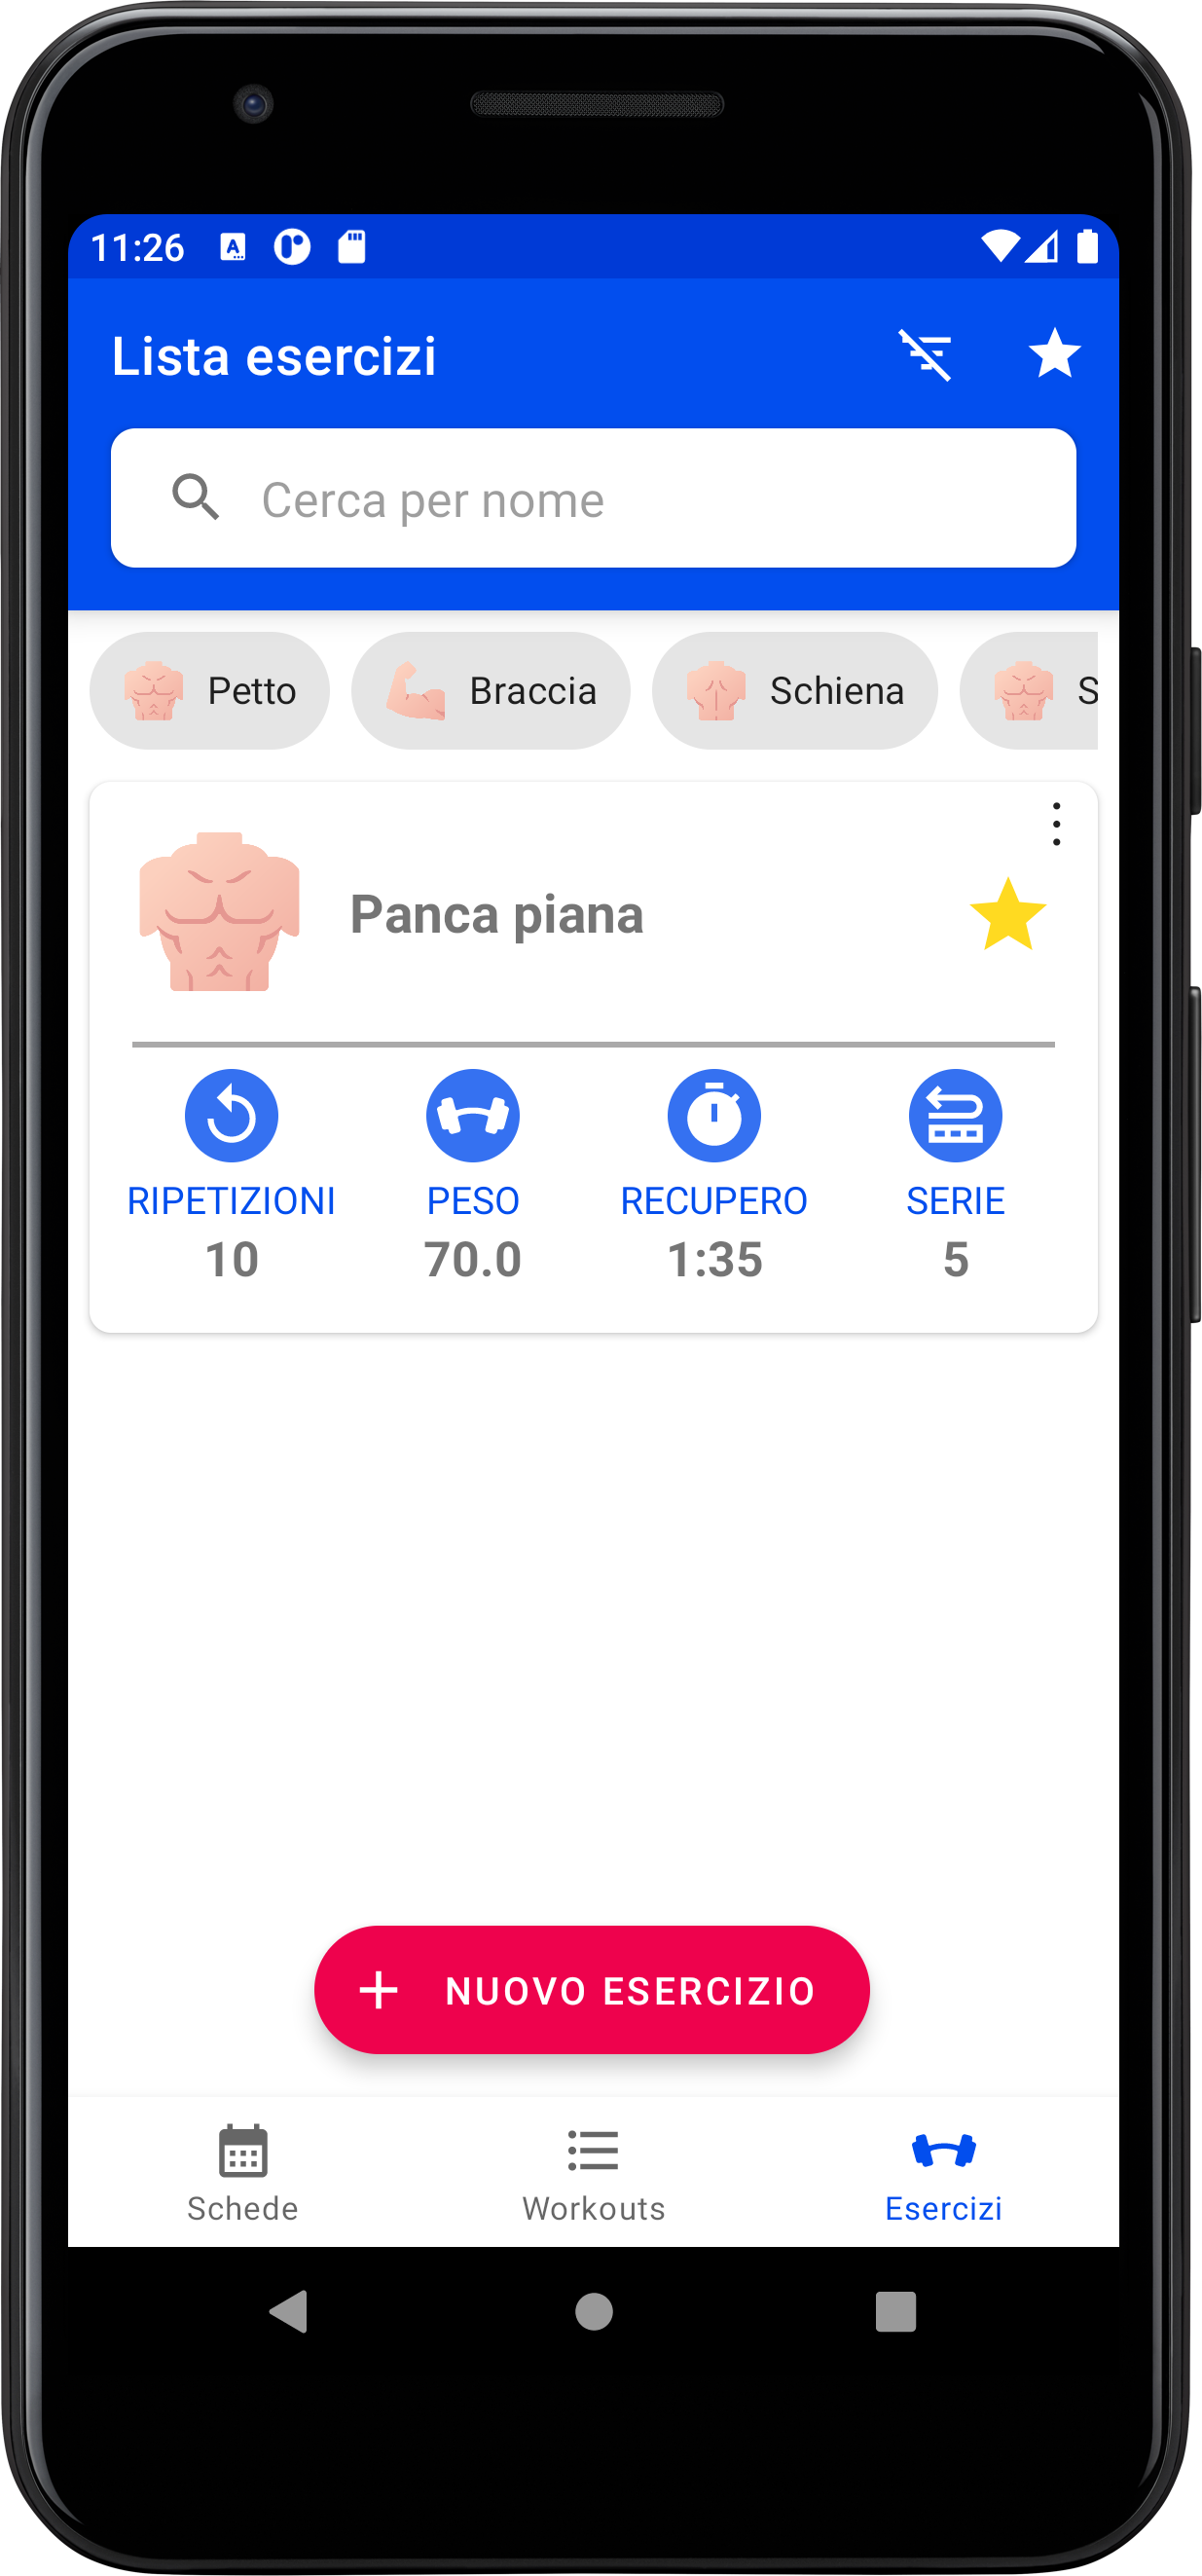 11:26
Lista esercizi
Cerca per nome
Petto Braccia Schiena S
Panca piana
RIPETIZIONI PESO RECUPERO SERIE
10 70.0 1:35 5
+ NUOVO ESERCIZIO
Schede Workouts Esercizi